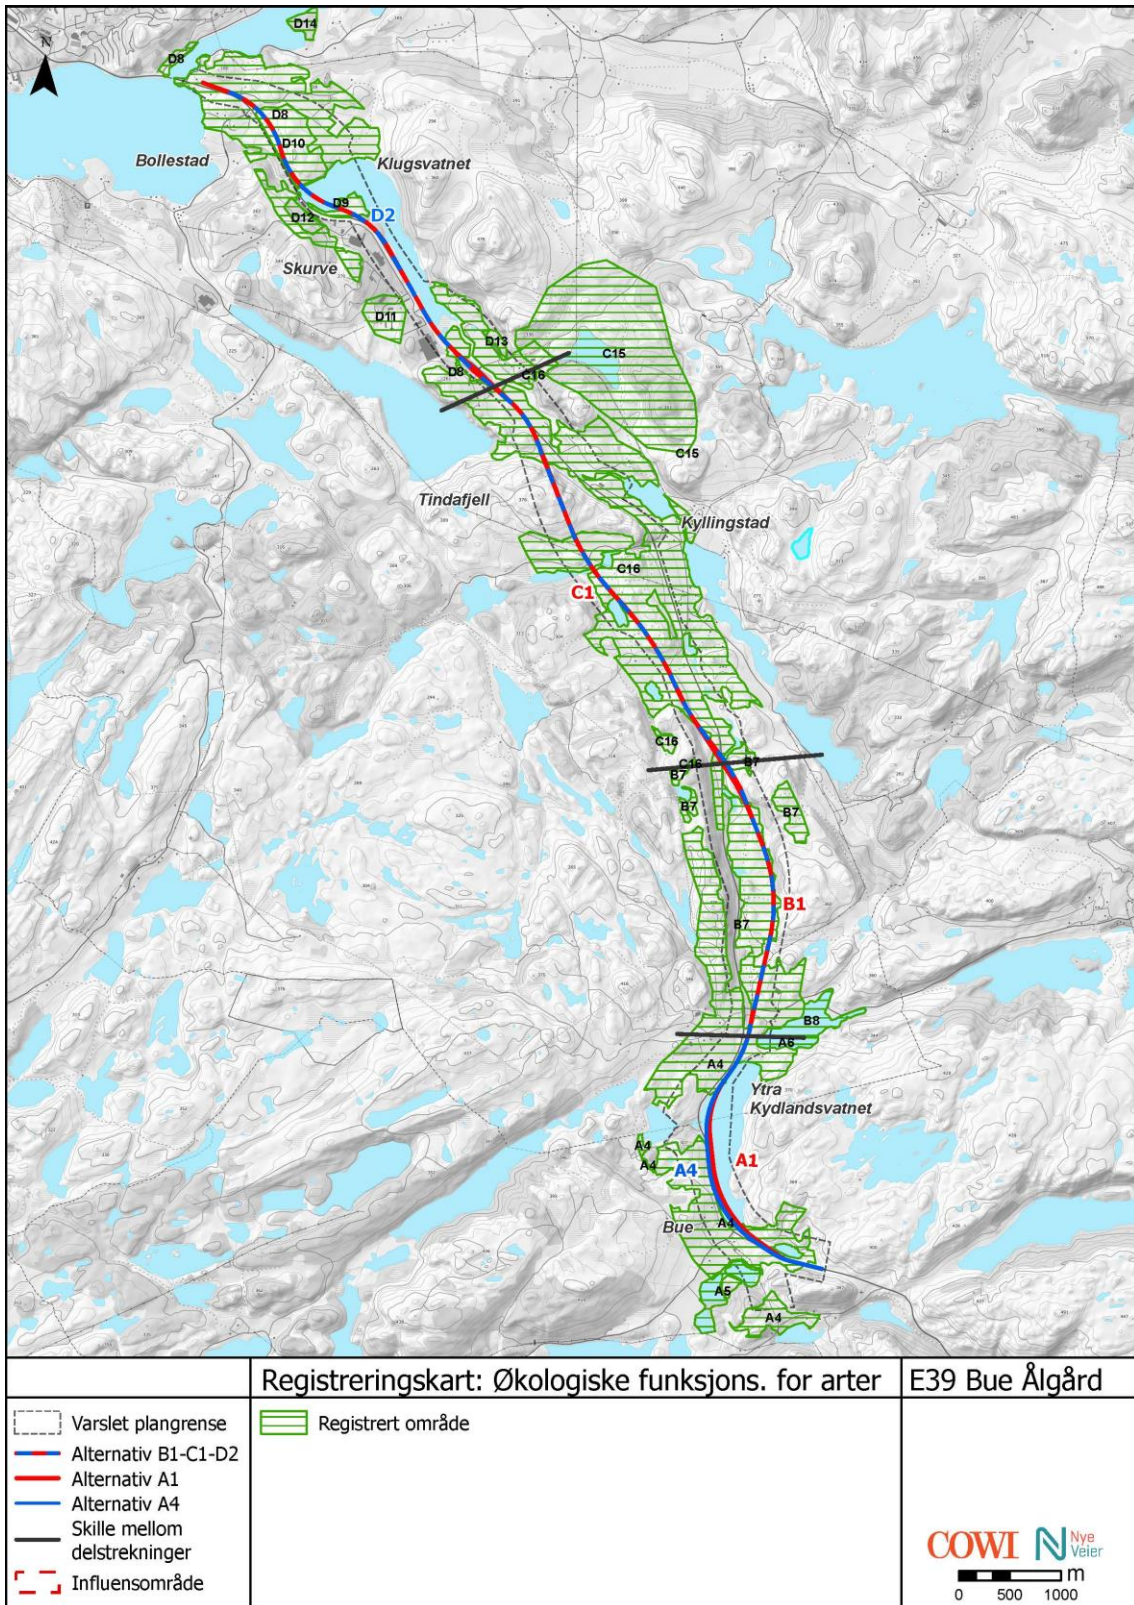 D14
D8
N
D8
D10
Bollestad
Klugsvatnet
D9
D12
D2
Skurve
D11
D13
C15
D8
C16
C15
Tindafjell
Kyllingstad
C16
C1
C16
C16
B7
B7
B7
B7
B1
B7
B8
A6
A4
Ytra
Kydlandsvatnet
A4
A4
A4
A1
Bue
A4
A5
A4
Registreringskart: Økologiske funksjons. for arter
E39 Bue Ålgård
Varslet plangrense
Registrert område
Alternativ B1-C1-D2
Alternativ A1
Alternativ A4
Skille mellom
delstrekninger
Influensområde
COWI N Nye
Veier
m
0 500 1000